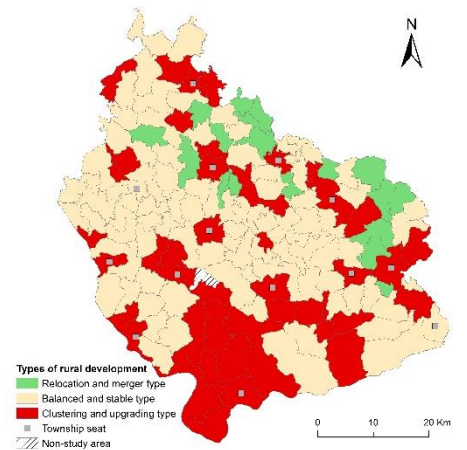 N
Types of rural development
Relocation and merger type
Balanced and stable type
Clustering and upgrading type
Township seat
Non-study area
0 10 20 Km